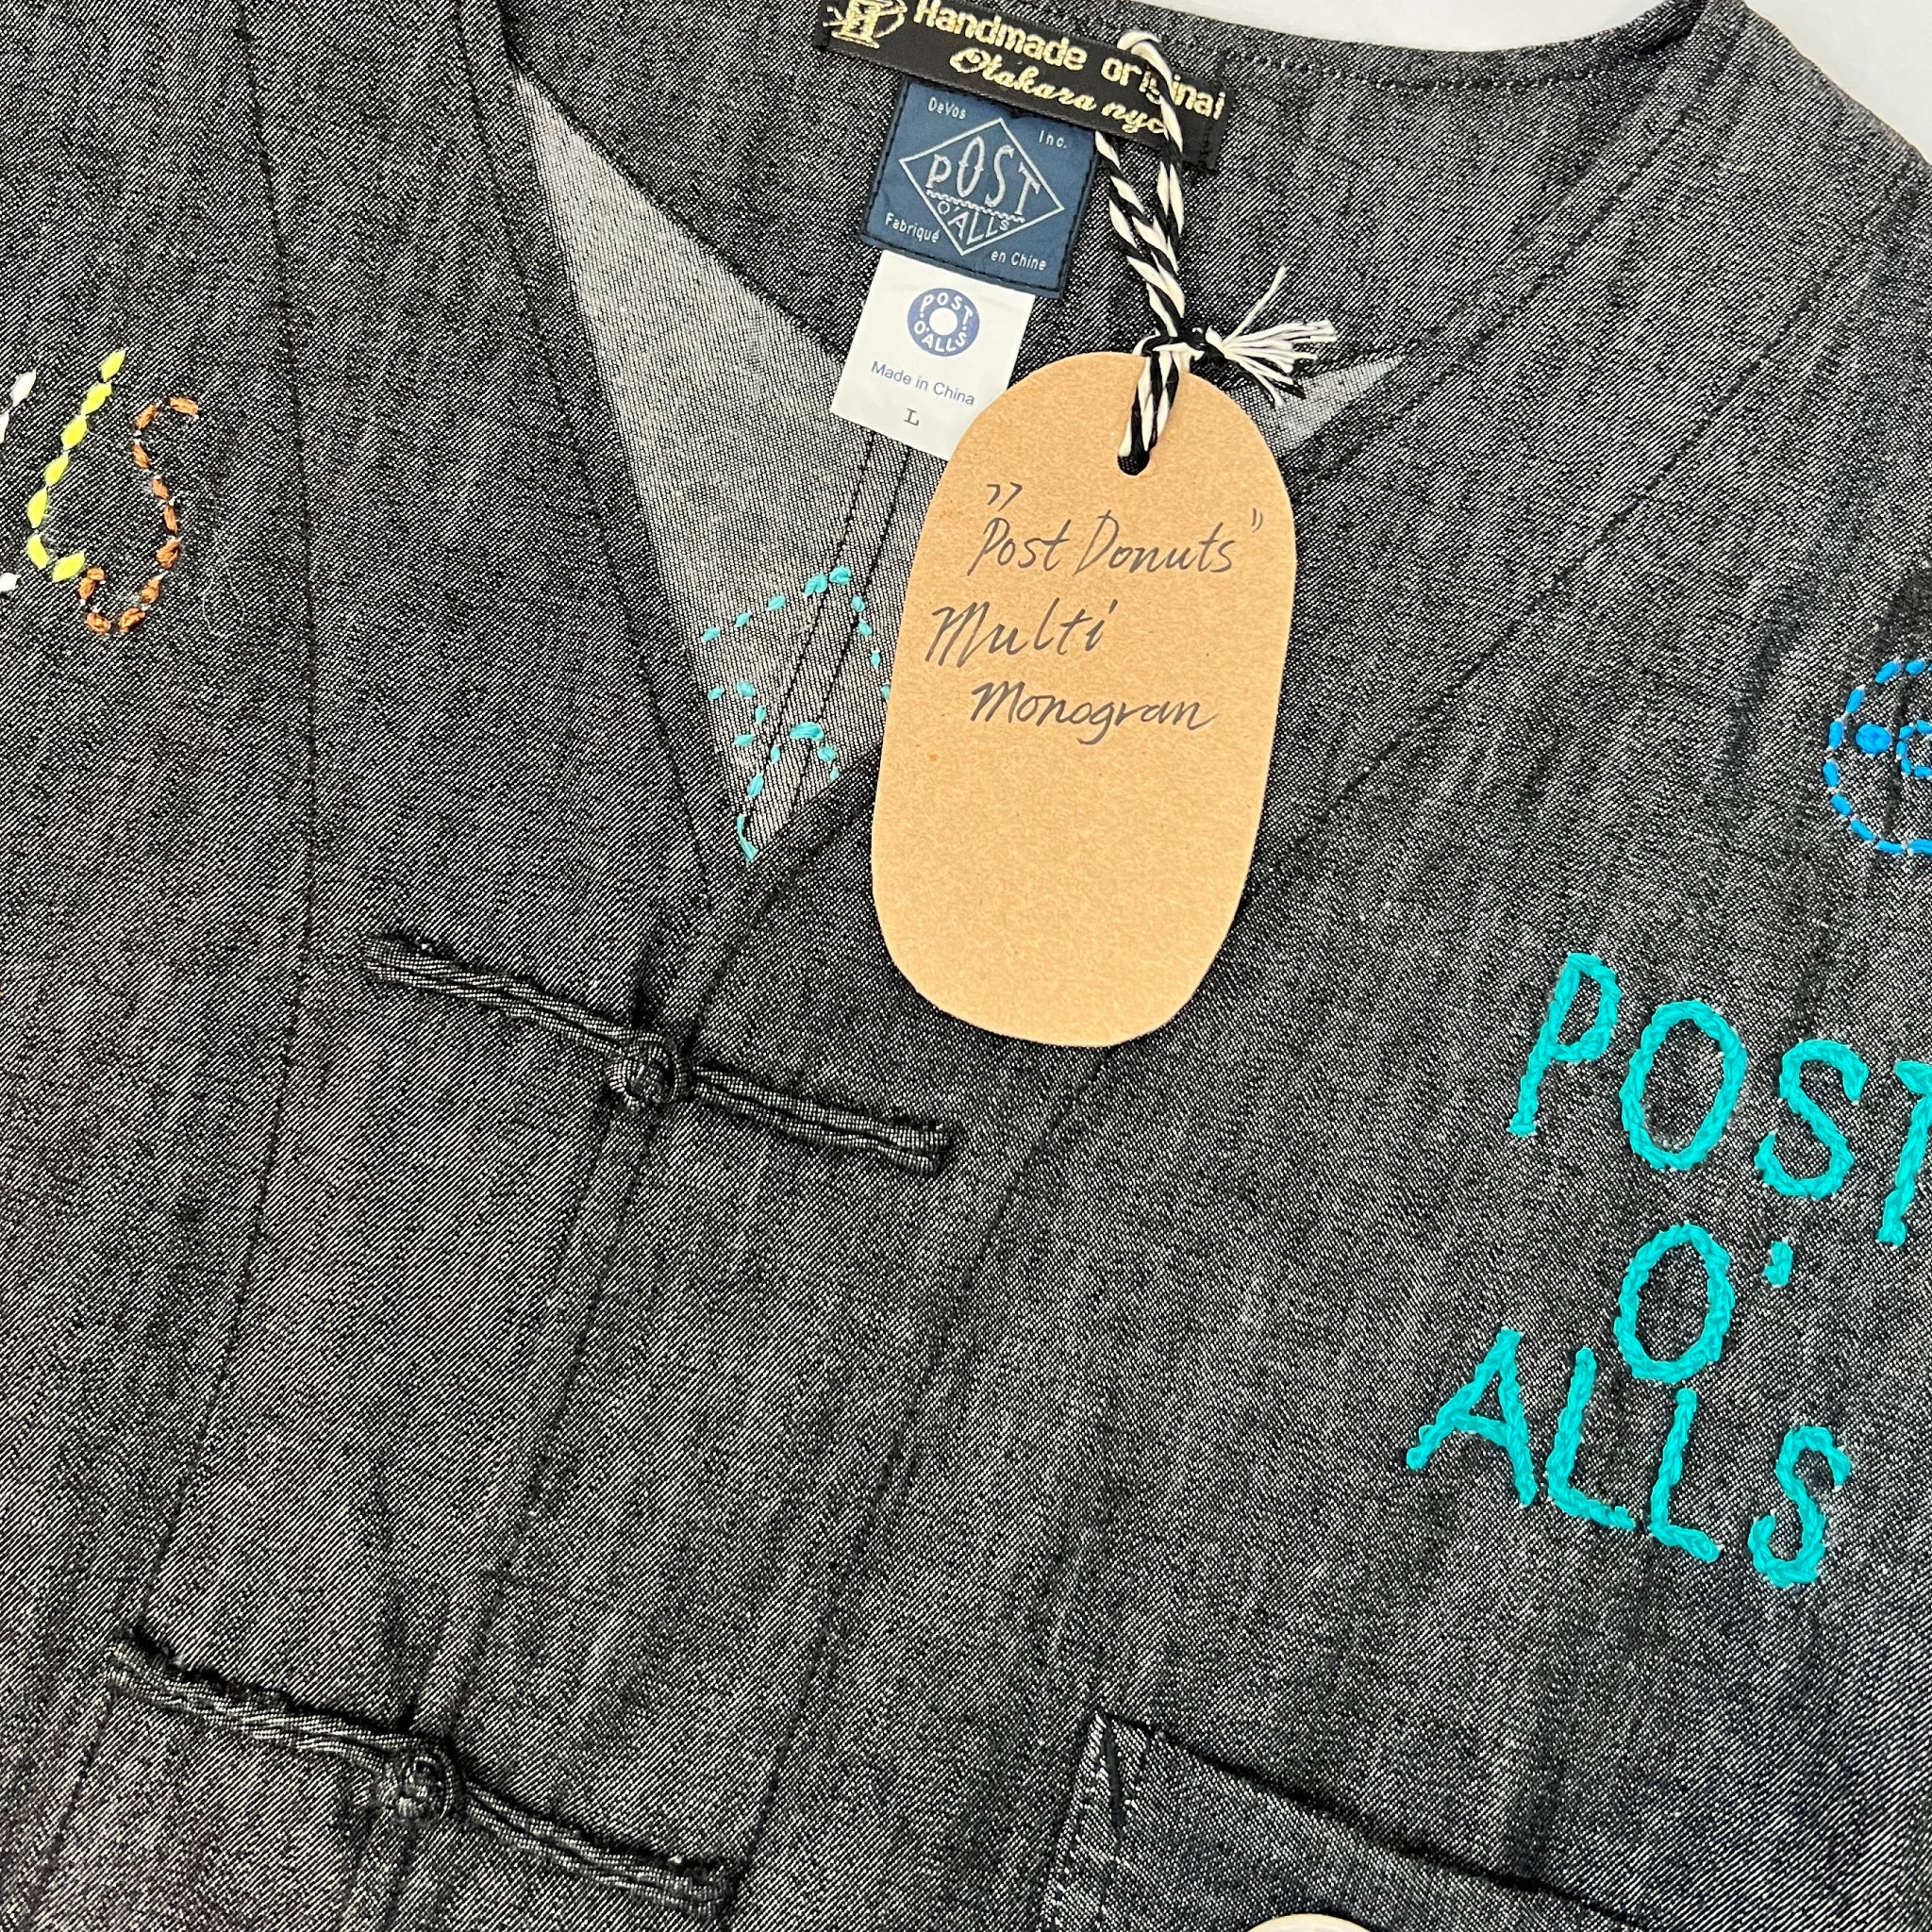 Handmade original
Otakara nyc
DeVos Inc.
POST
O'ALLS
Fabriqué en Chine
POST
O'ALLS
Made in China
L
"Post Donuts"
Multi
Monogran
POST
O'
ALLS